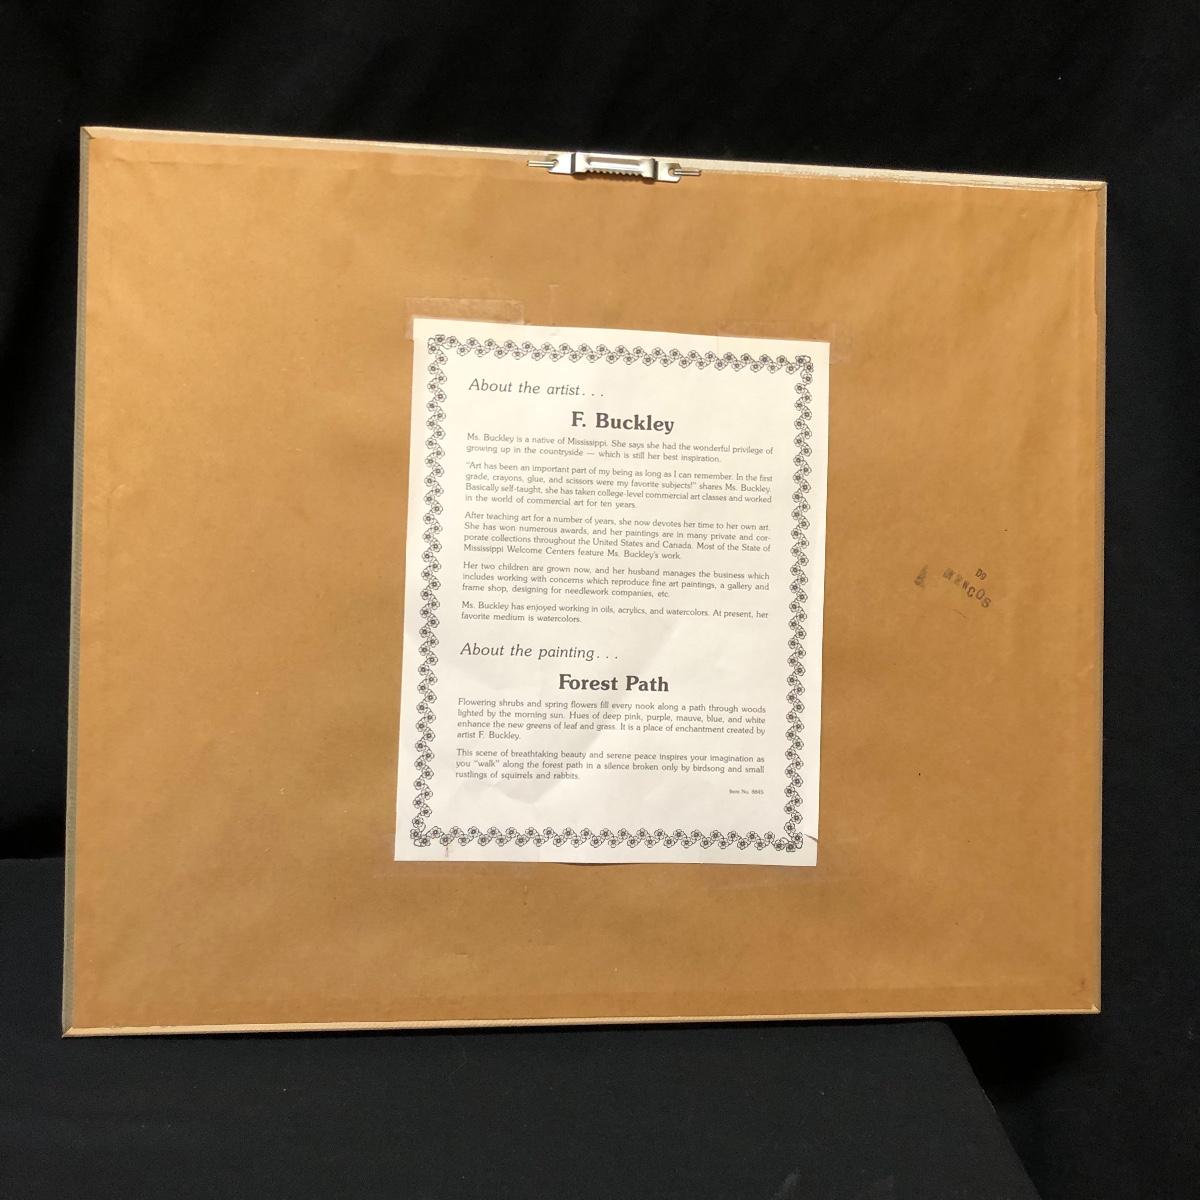 About the artist . . .
F. Buckley
Ms. Buckley is a native of Mississippi. She says she had the wonderful privilege of
growing up in the countryside — which is still her best inspiration.
"Art has been an important part of my being as long as I can remember. In the first
grade, crayons, glue, and scissors were my favorite subjects!" shares Ms. Buckley.
Basically self-taught, she has taken college-level commercial art classes and worked
in the world of commercial art for ten years.
After teaching art for a number of years, she now devotes her time to her own art.
She has won numerous awards, and her paintings are in many private and cor-
porate collections throughout the United States and Canada. Most of the State of
Mississippi Welcome Centers feature Ms. Buckley's work.
Her two children are grown now, and her husband manages the business which
includes working with concerns which reproduce fine art paintings, a gallery and
frame shop, designing for needlework companies, etc.
Ms. Buckley has enjoyed working in oils, acrylics, and watercolors. At present, her
favorite medium is watercolors.
About the painting . . .
Forest Path
Flowering shrubs and spring flowers fill every nook along a path through woods
lighted by the morning sun. Hues of deep pink, purple, mauve, blue, and white
enhance the new greens of leaf and grass. It is a place of enchantment created by
artist F. Buckley.
This scene of breathtaking beauty and serene peace inspires your imagination as
you "walk" along the forest path in a silence broken only by birdsong and small
rustlings of squirrels and rabbits.
Item No. 8845